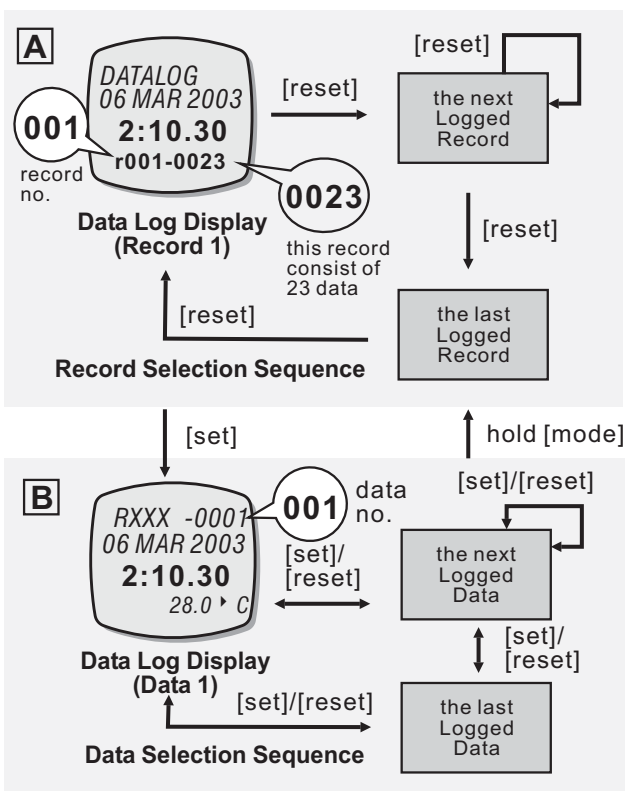 A
DATALOG
06 MAR 2003
2:10.30
r001-0023
001
record
no.
0023
this record
consist of
23 data
Data Log Display
(Record 1)
[reset]
[reset]
the next
Logged
Record
[reset]
the last
Logged
Record
[reset]
Record Selection Sequence
[set]
hold [mode]
B
RXXX -0001
06 MAR 2003
2:10.30
28.0 ‣ C
001
data
no.
Data Log Display
(Data 1)
[set]/
[reset]
[set]/[reset]
the next
Logged
Data
[set]/
[reset]
the last
Logged
Data
[set]/[reset]
Data Selection Sequence